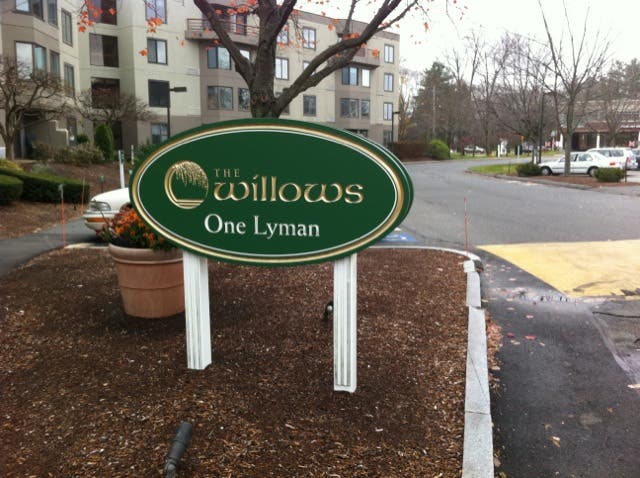 THE
Willows
One Lyman